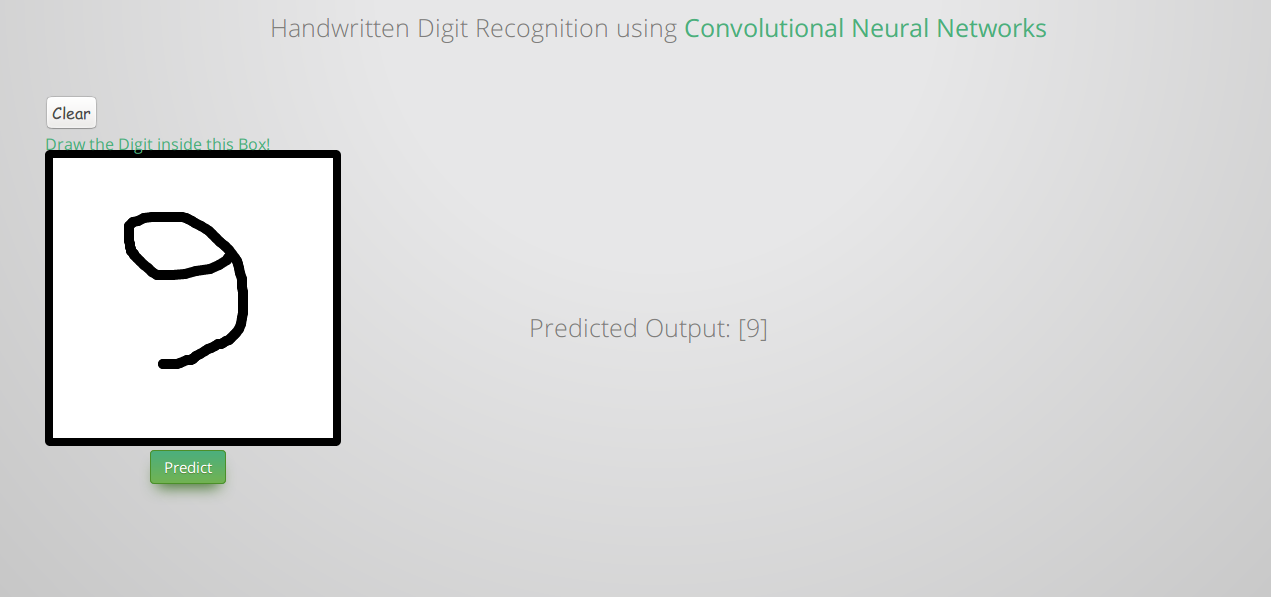 Handwritten Digit Recognition using Convolutional Neural Networks
Clear
Draw the Digit inside this Box!
9
Predicted Output: [9]
Predict